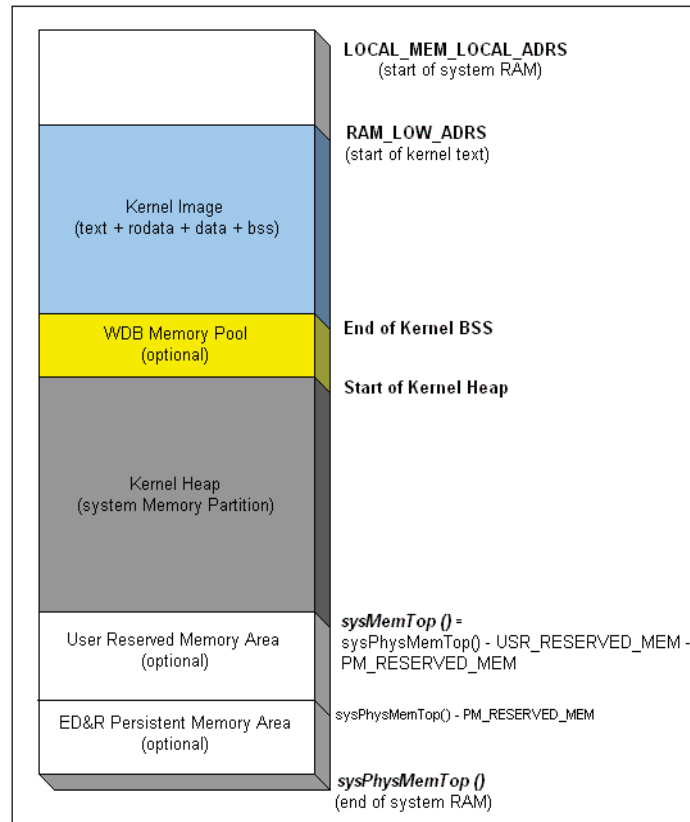 LOCAL_MEM_LOCAL_ADRS
(start of system RAM)
RAM_LOW_ADRS
(start of kernel text)
Kernel Image
(text + rodata + data + bss)
End of Kernel BSS
WDB Memory Pool
(optional)
Start of Kernel Heap
Kernel Heap
(system Memory Partition)
sysMemTop () =
sysPhysMemTop() - USR_RESERVED_MEM -
PM_RESERVED_MEM
User Reserved Memory Area
(optional)
sysPhysMemTop() - PM_RESERVED_MEM
ED&R Persistent Memory Area
(optional)
sysPhysMemTop ()
(end of system RAM)